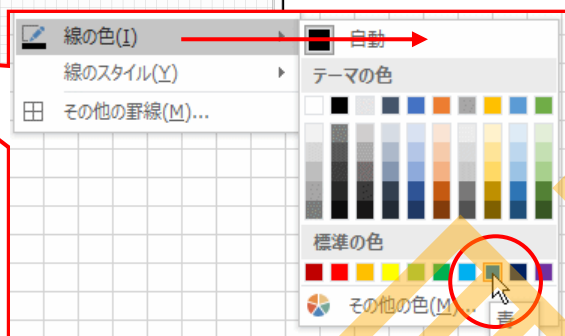 線の色(I)
自動
線のスタイル(Y)
テーマの色
その他の罫線(M)...
標準の色
その他の色(M)...
青